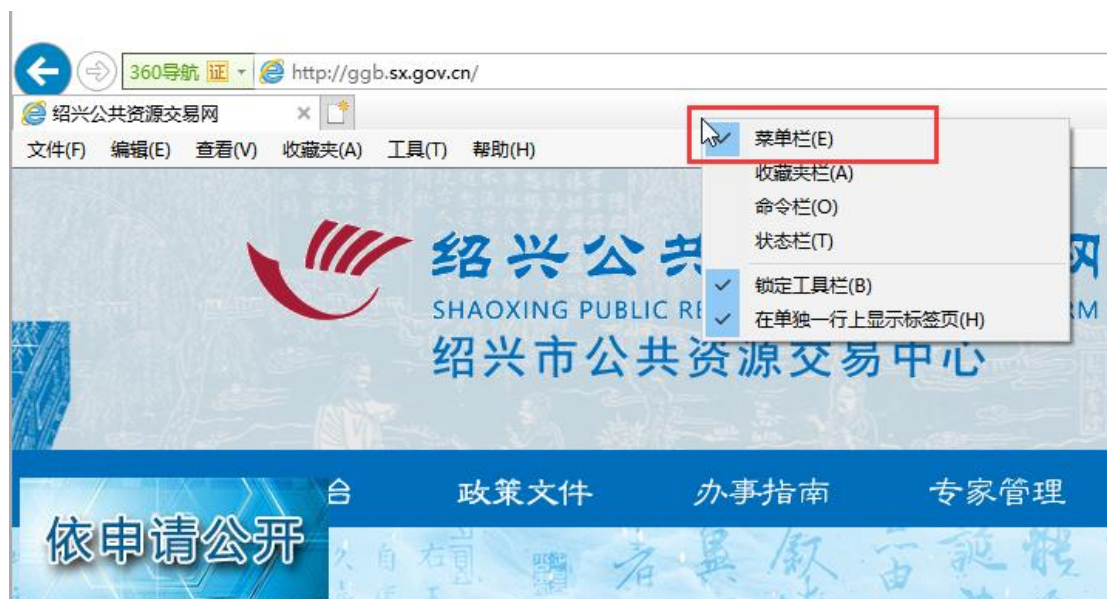 360导航 证 http://ggb.sx.gov.cn/
绍兴公共资源交易网
文件(F) 编辑(E) 查看(V) 收藏夹(A) 工具(T) 帮助(H)
菜单栏(E)
收藏夹栏(A)
命令栏(O)
状态栏(T)
锁定工具栏(B)
在单独一行上显示标签页(H)
绍兴公共 网
SHAOXING PUBLIC RE RM
绍兴市公共资源交易中心
台 政策文件 办事指南 专家管理
依申请公开